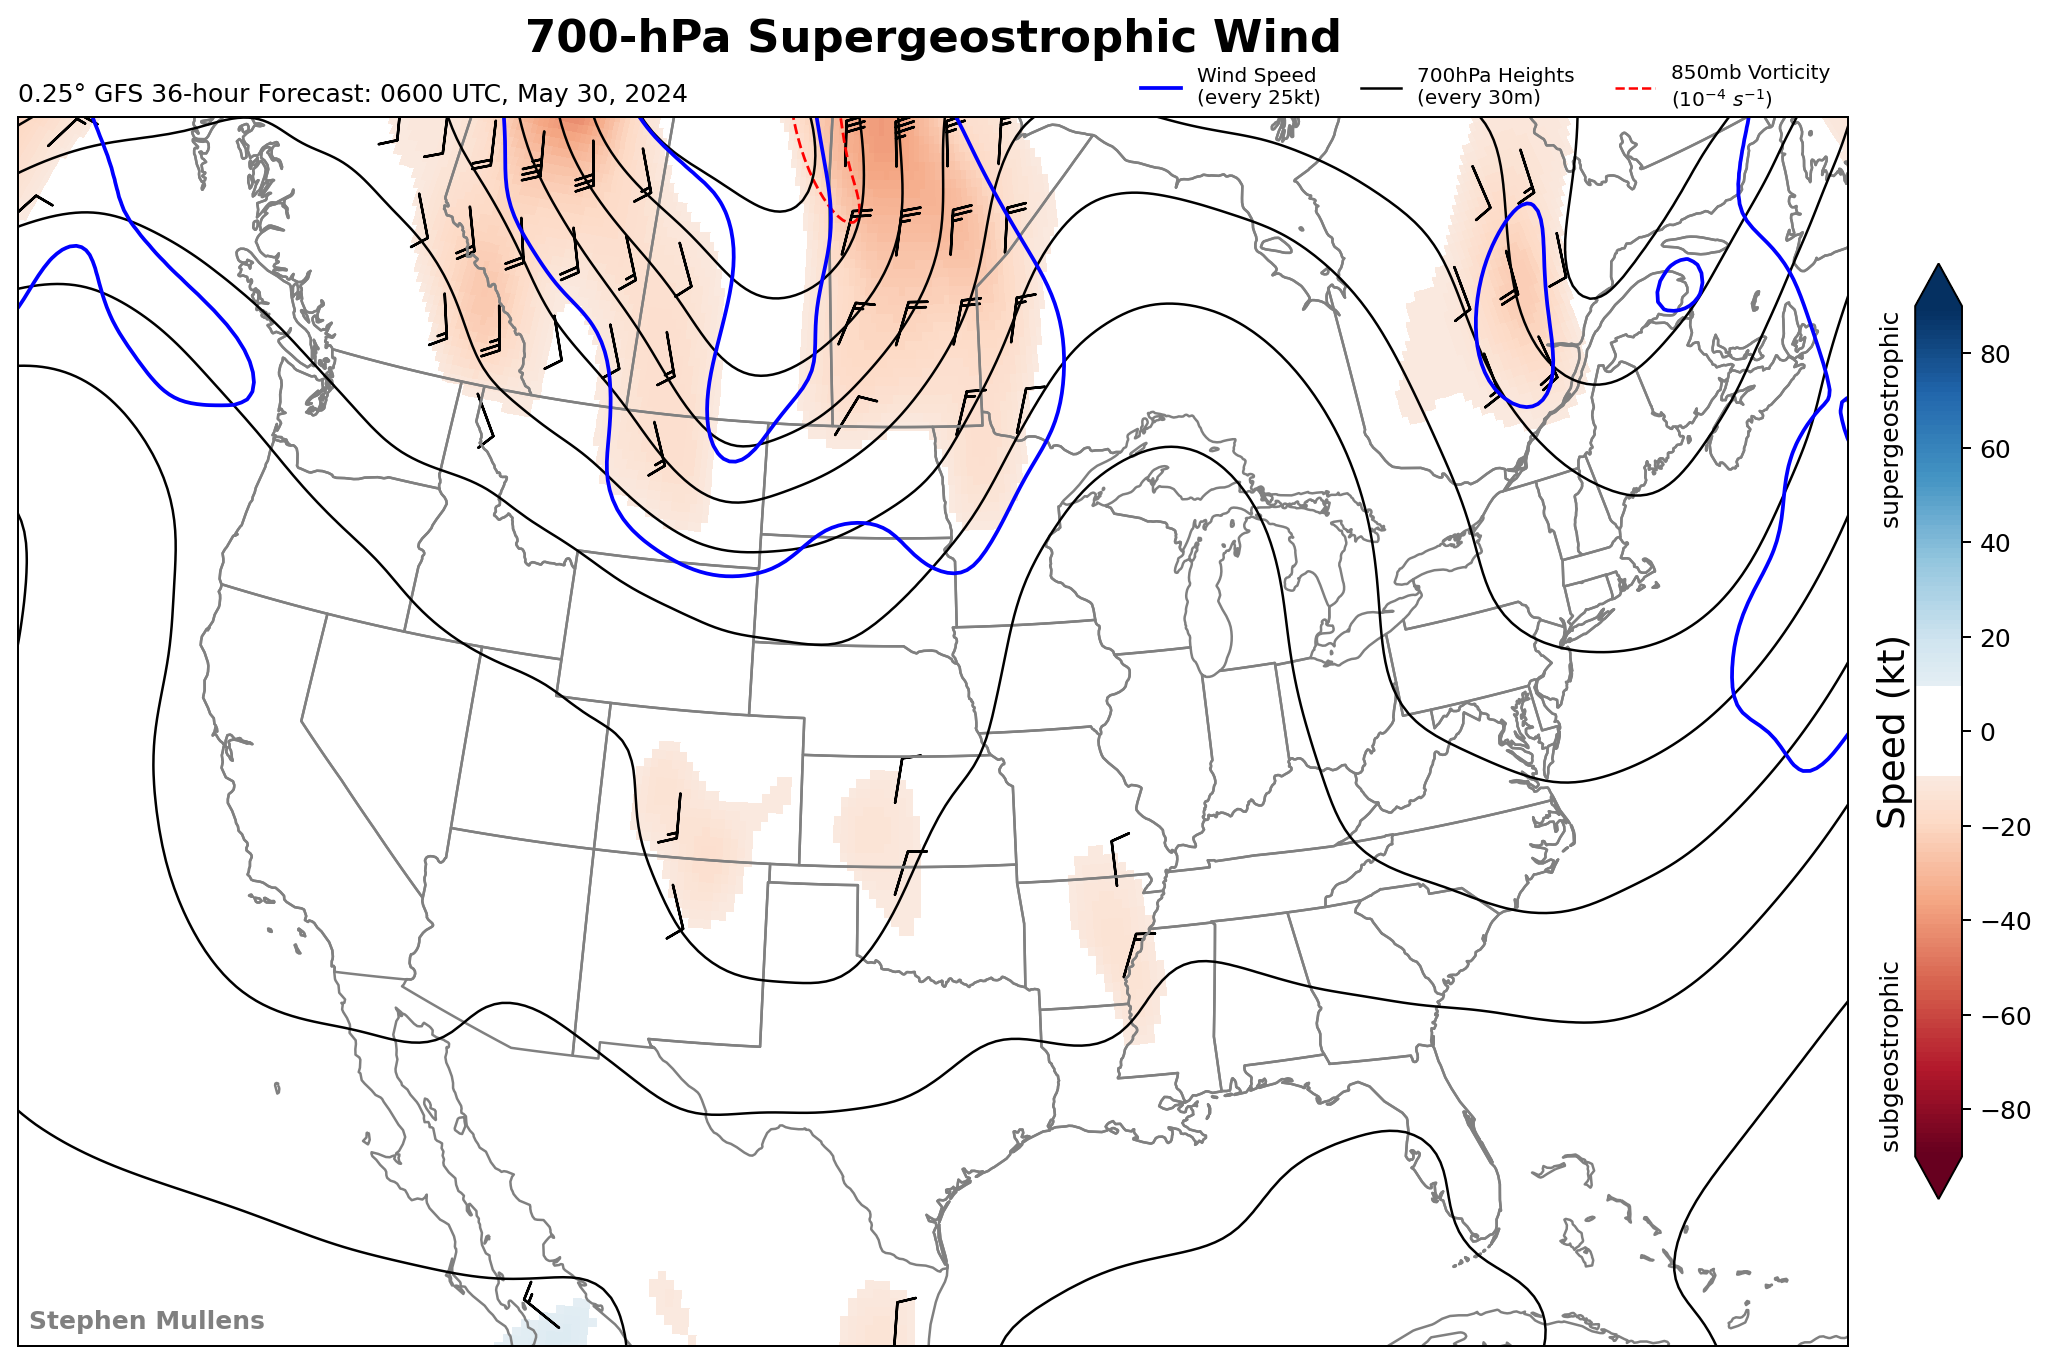 700-hPa Supergeostrophic Wind
0.25° GFS 36-hour Forecast: 0600 UTC, May 30, 2024
Wind Speed
(every 25kt)
700hPa Heights
(every 30m)
850mb Vorticity
(10⁻⁴ s⁻¹)
supergeostrophic
Speed (kt)
subgeostrophic
80
60
40
20
0
−20
−40
−60
−80
Stephen Mullens